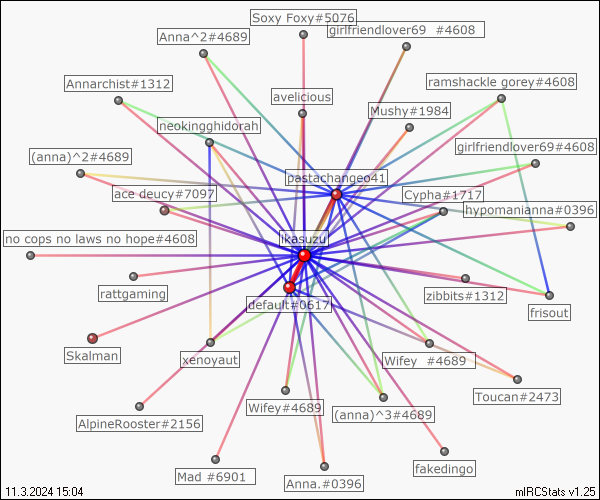 Soxy Foxy#5076
girlfriendlover69  #4608
Anna^2#4689
Annarchist#1312
ramshackle gorey#4608
avelicious
Mushy#1984
neokingghidorah
girlfriendlover69#4608
(anna)^2#4689
pastachangeo41
ace deucy#7097
Cypha#1717
hypomanianna#0396
no cops no laws no hope#4608
Ikasuzu
rattgaming
default#0617
zibbits#1312
frisout
Skalman
xenoyaut
Wifey  #4689
Toucan#2473
Wifey#4689
(anna)^3#4689
AlpineRooster#2156
Mad #6901
Anna.#0396
fakedingo
11.3.2024 15:04
mIRCStats v1.25